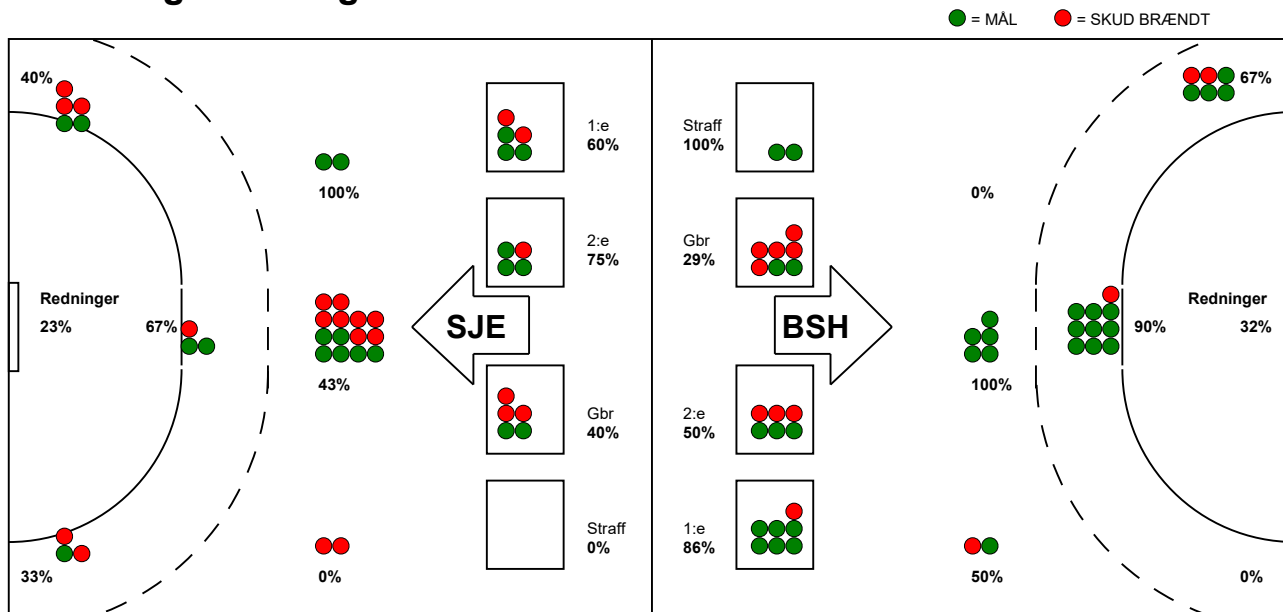 = MÅL
= SKUD BRÆNDT
40%
100%
Redninger
23%
67%
43%
33%
0%
1:e
60%
2:e
75%
SJE
Gbr
40%
Straff
0%
Straff
100%
Gbr
29%
BSH
2:e
50%
1:e
86%
67%
0%
Redninger
90%
32%
100%
50%
0%